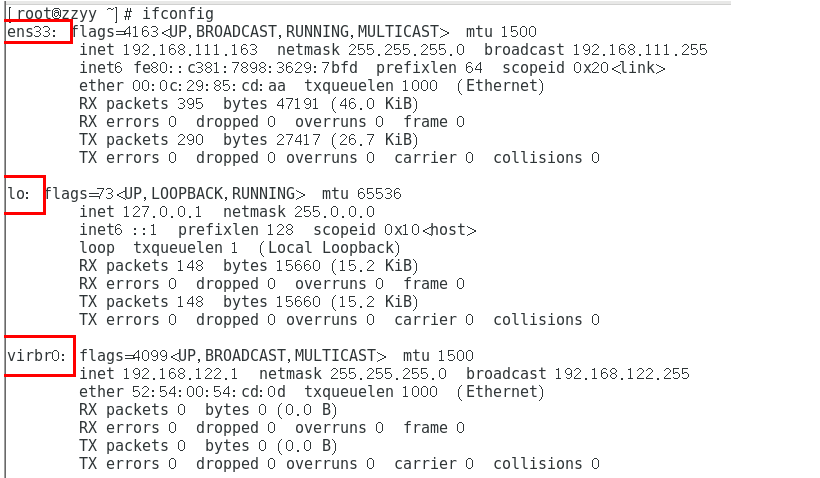 [root@zzyy ~]# ifconfig
ens33: flags=4163<UP,BROADCAST,RUNNING,MULTICAST>  mtu 1500
        inet 192.168.111.163  netmask 255.255.255.0  broadcast 192.168.111.255
        inet6 fe80::c381:7898:3629:7bfd  prefixlen 64  scopeid 0x20<link>
        ether 00:0c:29:85:cd:aa  txqueuelen 1000  (Ethernet)
        RX packets 395  bytes 47191 (46.0 KiB)
        RX errors 0  dropped 0  overruns 0  frame 0
        TX packets 290  bytes 27417 (26.7 KiB)
        TX errors 0  dropped 0 overruns 0  carrier 0  collisions 0
lo: flags=73<UP,LOOPBACK,RUNNING>  mtu 65536
        inet 127.0.0.1  netmask 255.0.0.0
        inet6 ::1  prefixlen 128  scopeid 0x10<host>
        loop  txqueuelen 1  (Local Loopback)
        RX packets 148  bytes 15660 (15.2 KiB)
        RX errors 0  dropped 0  overruns 0  frame 0
        TX packets 148  bytes 15660 (15.2 KiB)
        TX errors 0  dropped 0 overruns 0  carrier 0  collisions 0
virbr0: flags=4099<UP,BROADCAST,MULTICAST>  mtu 1500
        inet 192.168.122.1  netmask 255.255.255.0  broadcast 192.168.122.255
        ether 52:54:00:54:cd:0d  txqueuelen 1000  (Ethernet)
        RX packets 0  bytes 0 (0.0 B)
        RX errors 0  dropped 0  overruns 0  frame 0
        TX packets 0  bytes 0 (0.0 B)
        TX errors 0  dropped 0 overruns 0  carrier 0  collisions 0